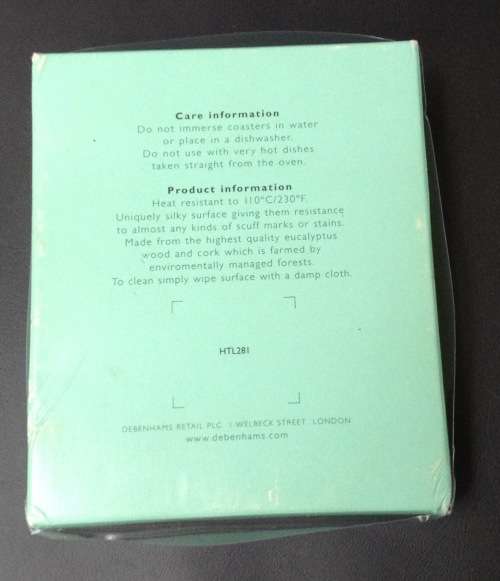 Care information
Do not immerse coasters in water
or place in a dishwasher.
Do not use with very hot dishes
taken straight from the oven.
Product information
Heat resistant to 110°C/230°F.
Uniquely silky surface giving them resistance
to almost any kinds of scuff marks or stains.
Made from the highest quality eucalyptus
wood and cork which is farmed by
enviromentally managed forests.
To clean simply wipe surface with a damp cloth.
HTL281
DEBENHAMS RETAIL PLC 1 WELBECK STREET LONDON
www.debenhams.com